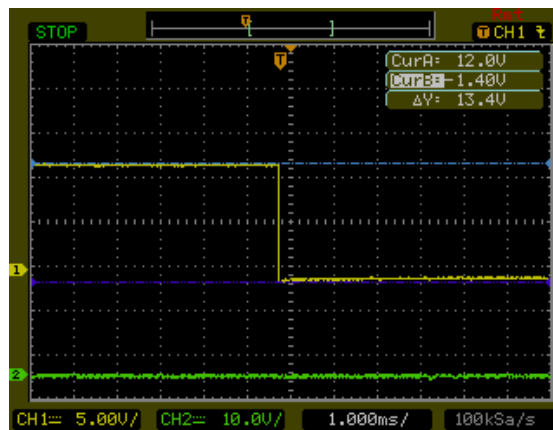 STOP
T
CH1
T
CurA= 12.0V
CurB=-1.40V
ΔY= 13.4V
1
2
CH1 5.00V/ CH2 10.0V/ 1.000ms/ 100kSa/s